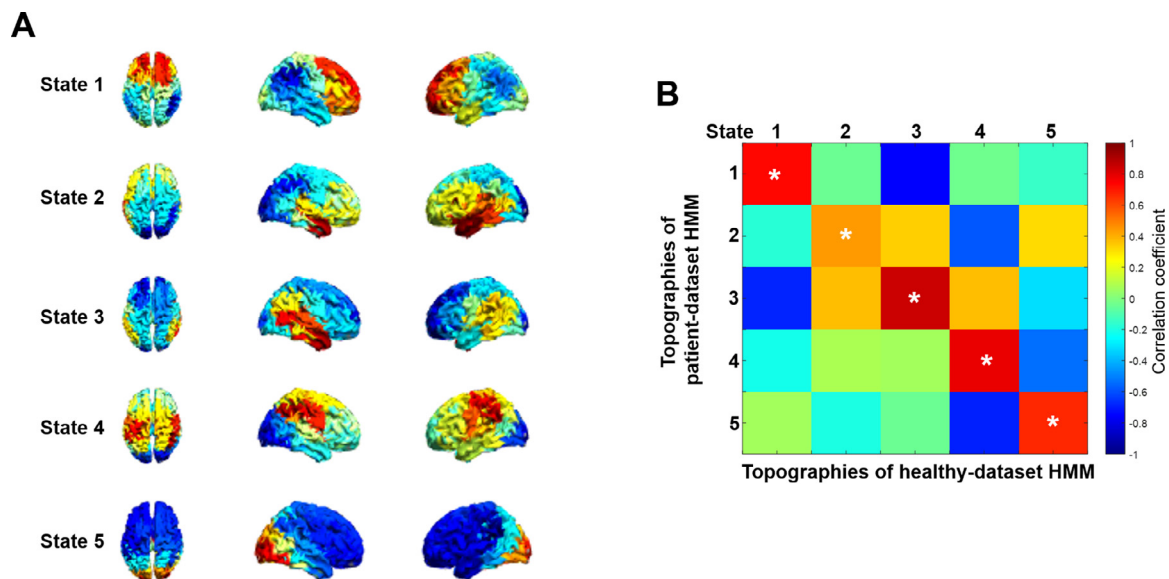 A
State 1
State 2
State 3
State 4
State 5
B
State 1 2 3 4 5
1
2
3
4
5
Topographies of
patient-dataset HMM
Topographies of healthy-dataset HMM
1
0.8
0.6
0.4
0.2
0
-0.2
-0.4
-0.6
-0.8
-1
Correlation coefficient
*
*
*
*
*